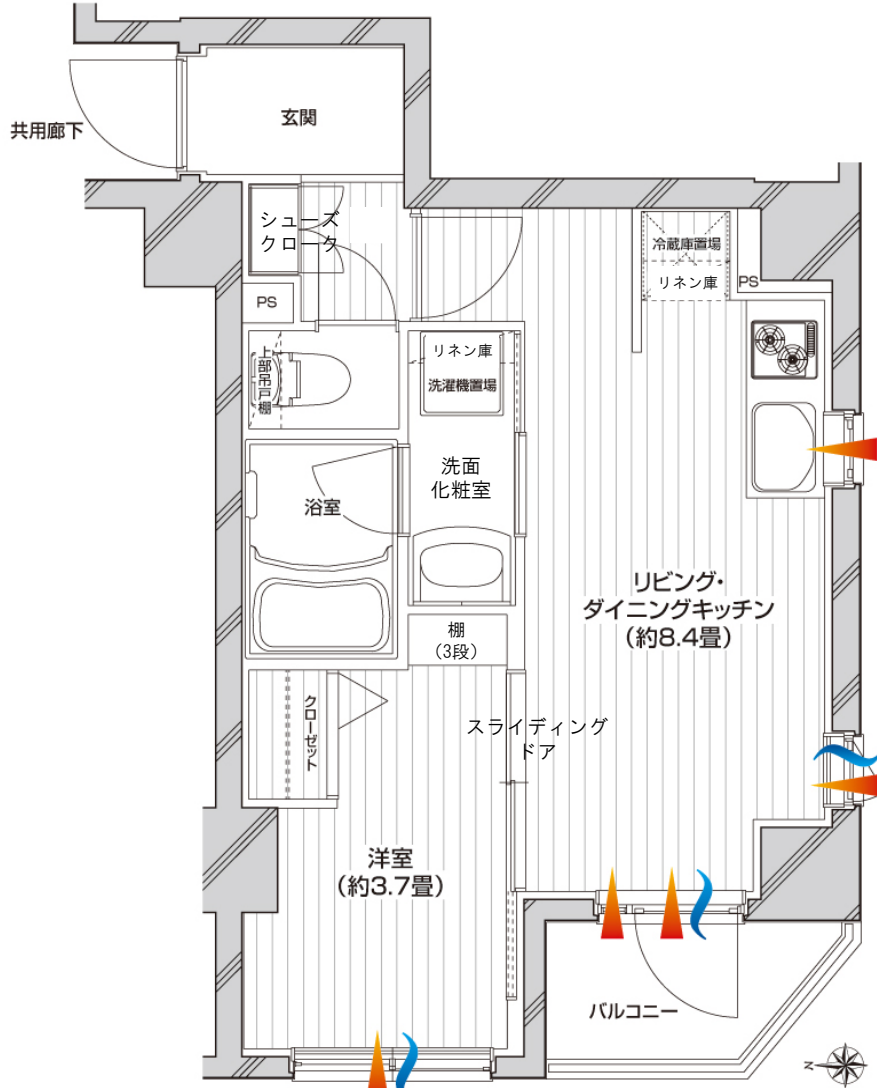 玄関
共用廊下
シューズ
クローク
冷蔵庫置場
リネン庫
PS
PS
上部吊戸棚
リネン庫
洗濯機置場
洗面
化粧室
浴室
リビング・
ダイニングキッチン
(約8.4畳)
棚
(3段)
クローゼット
スライディング
ドア
洋室
(約3.7畳)
バルコニー
N